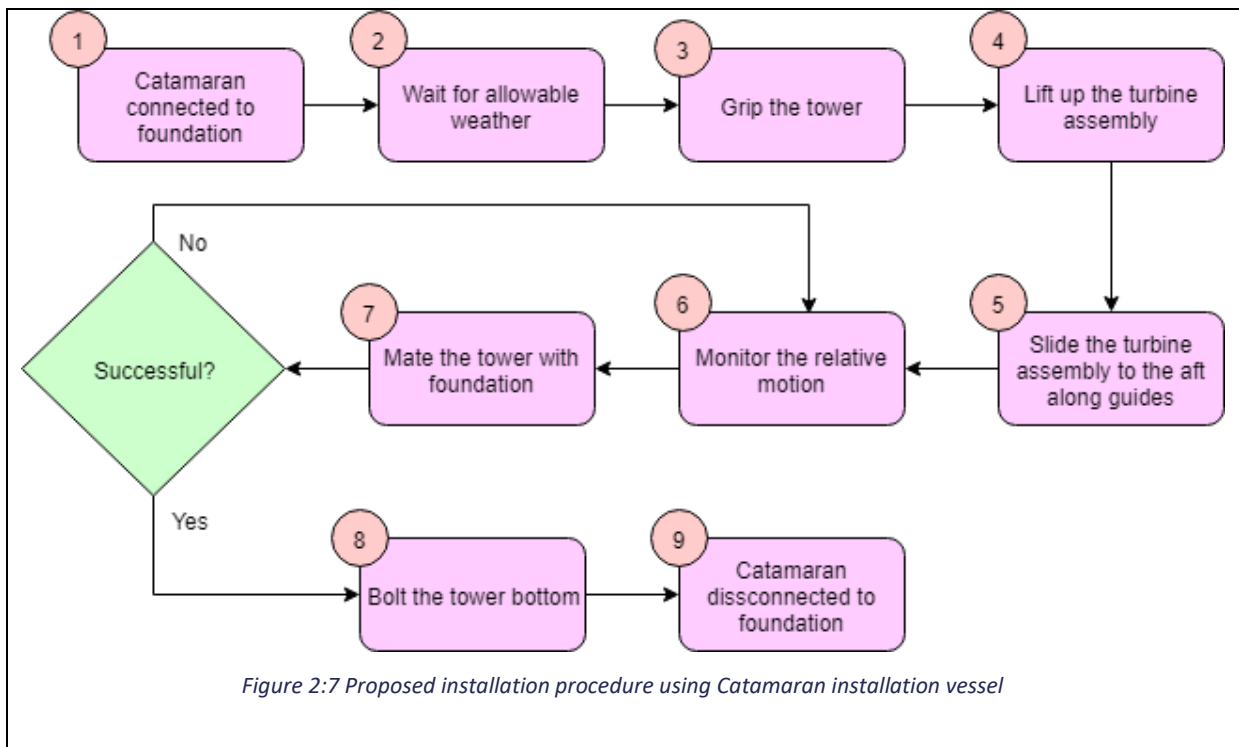 1
Catamaran
connected to
foundation
2
Wait for allowable
weather
3
Grip the tower
4
Lift up the turbine
assembly
5
Slide the turbine
assembly to the aft
along guides
6
Monitor the relative
motion
7
Mate the tower with
foundation
Successful?
No
Yes
8
Bolt the tower bottom
9
Catamaran
dissconnected to
foundation
Figure 2:7 Proposed installation procedure using Catamaran installation vessel